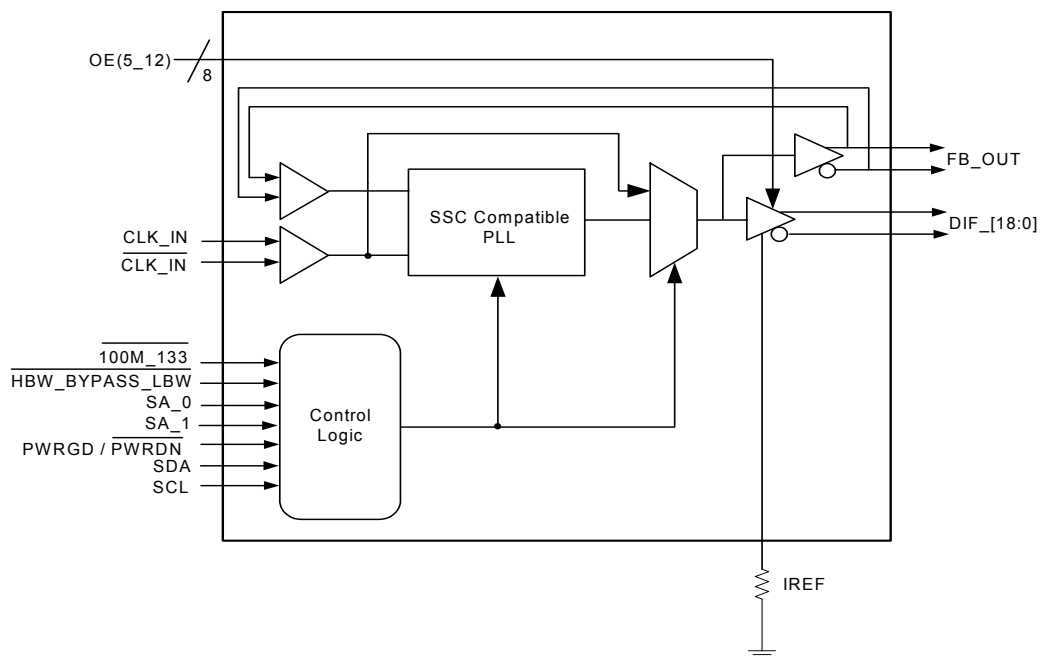 OE(5_12)
8
FB_OUT
SSC Compatible
PLL
DIF_[18:0]
CLK_IN
CLK_IN
100M_133
HBW_BYPASS_LBW
SA_0
SA_1
PWRGD / PWRDN
SDA
SCL
Control
Logic
IREF